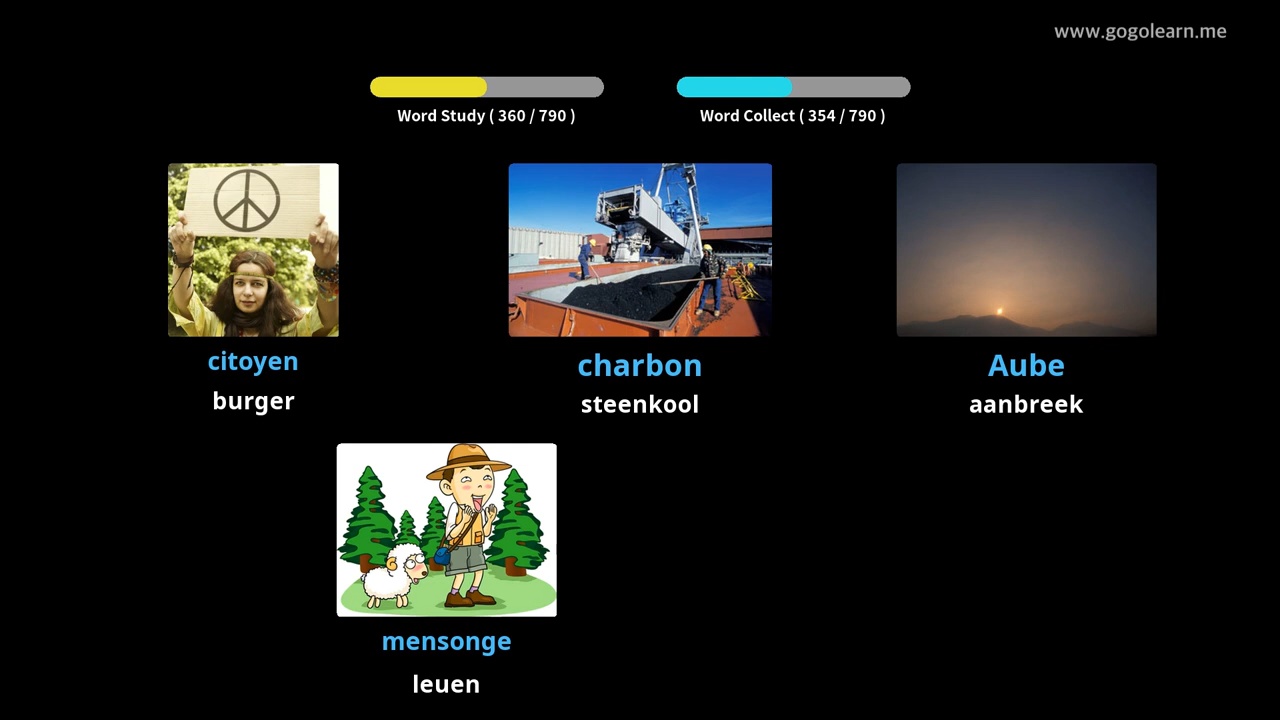 www.gogolearn.me
Word Study ( 360 / 790 )
Word Collect ( 354 / 790 )
citoyen
burger
charbon
steenkool
Aube
aanbreek
mensonge
leuen